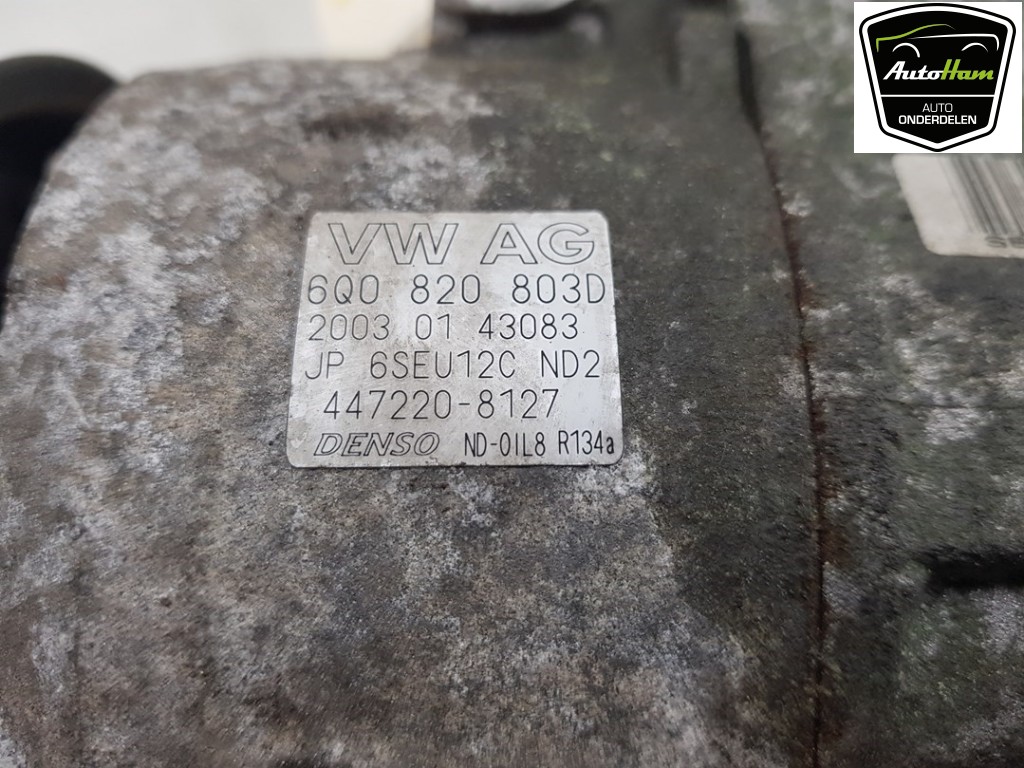 AutoHam
AUTO
ONDERDELEN
VW AG
6Q0 820 803D
2003 01 43083
JP 6SEU12C ND2
447220-8127
DENSO ND-OIL8 R134a